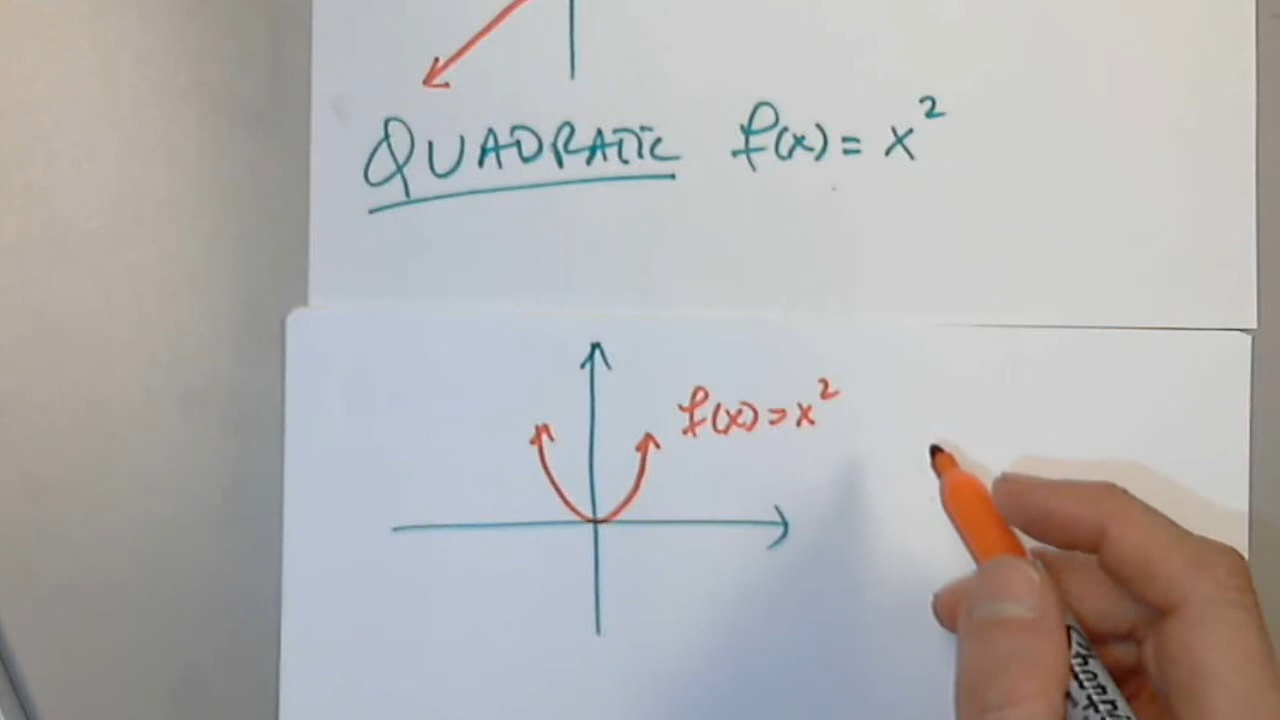 QUADRATIC f(x) = x²
f(x) = x²